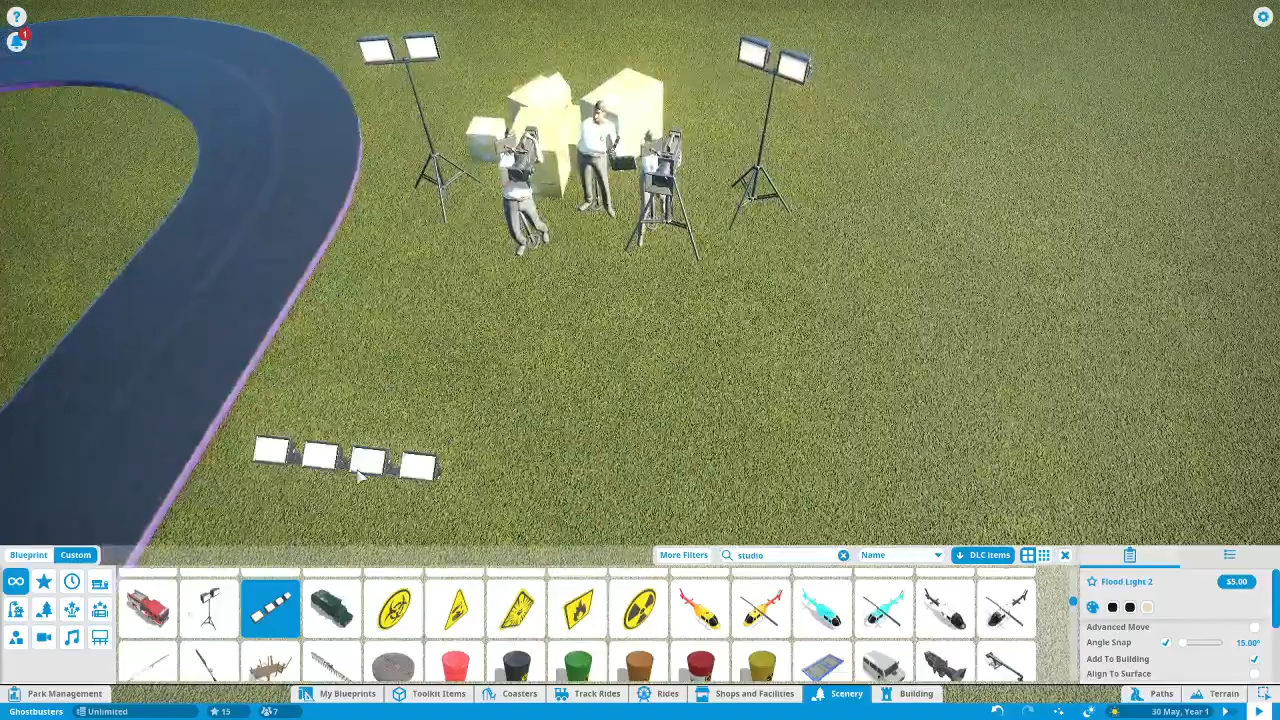 ?
1
Blueprint
Custom
More Filters
studio
Name
DLC Items
Flood Light 2
$5.00
Advanced Move
Angle Snap
15.00°
Add To Building
Align To Surface
Park Management
My Blueprints
Toolkit Items
Coasters
Track Rides
Rides
Shops and Facilities
Scenery
Building
Paths
Terrain
Ghostbusters
Unlimited
15
7
30 May, Year 1